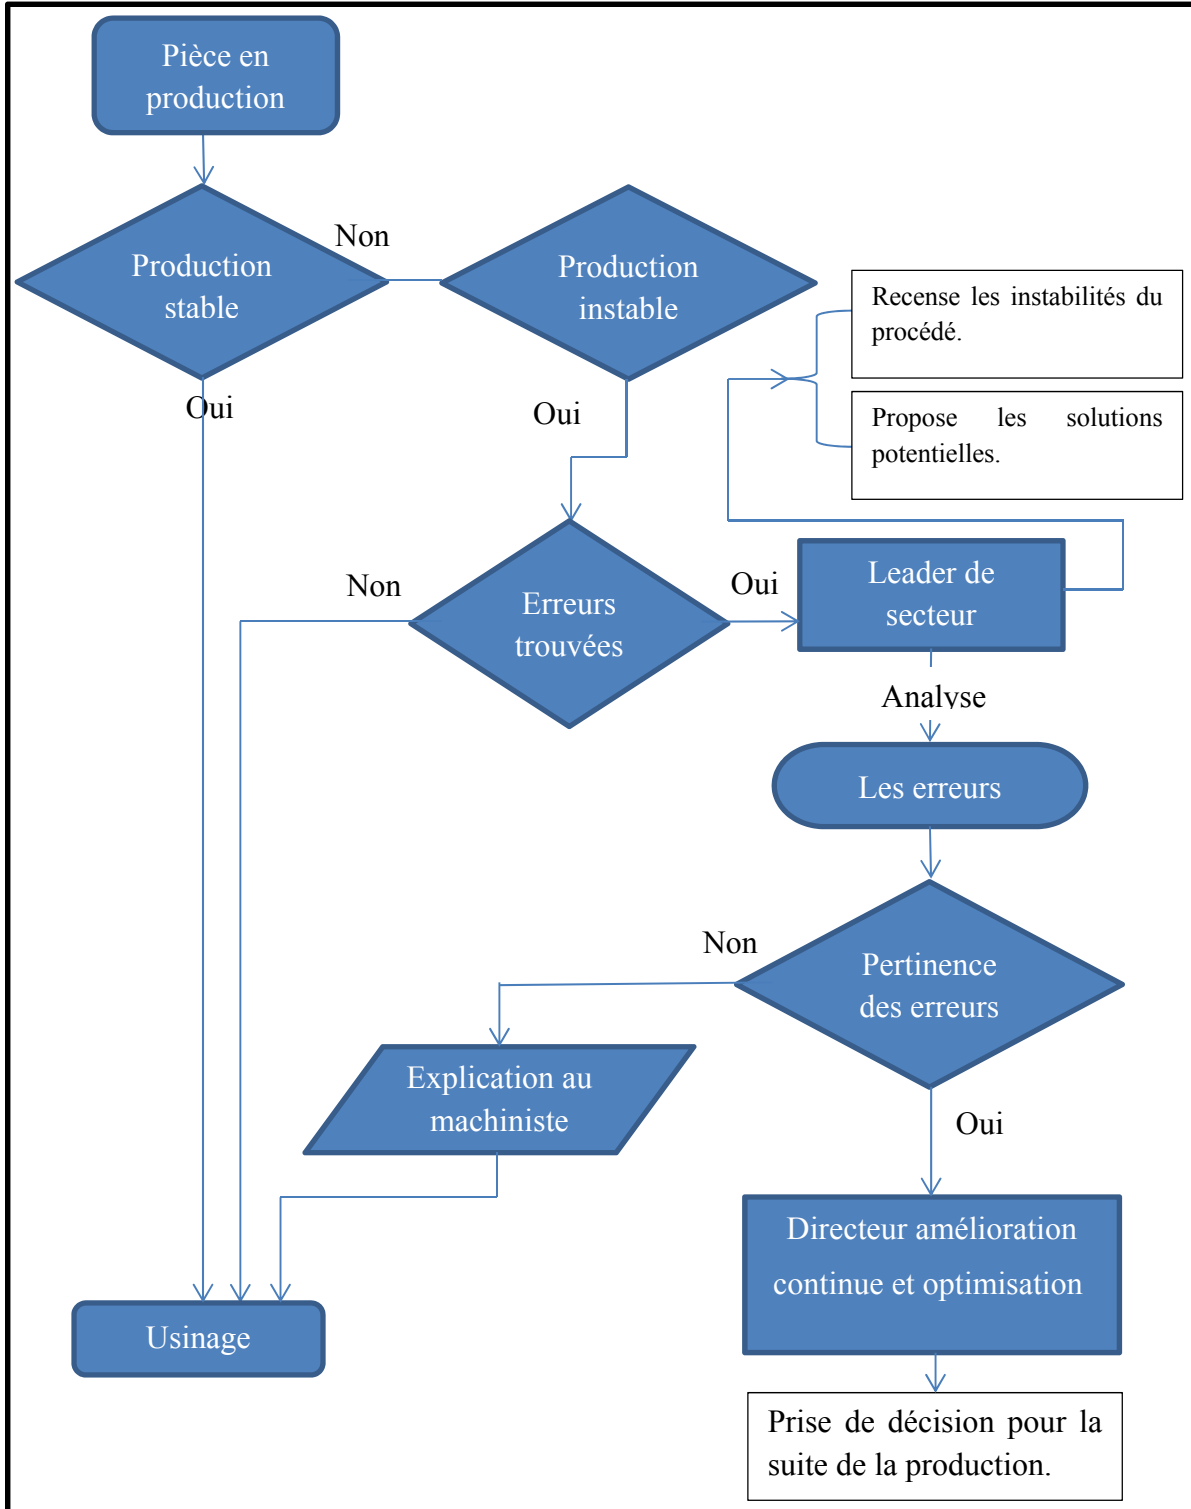 Pièce en
production
Non
Production
stable
Production
instable
Recense les instabilités du
procédé.
Oui
Oui
Propose les solutions
potentielles.
Non
Erreurs
trouvées
Oui
Leader de
secteur
Analyse
Les erreurs
Non
Pertinence
des erreurs
Explication au
machiniste
Oui
Directeur amélioration
continue et optimisation
Usinage
Prise de décision pour la
suite de la production.